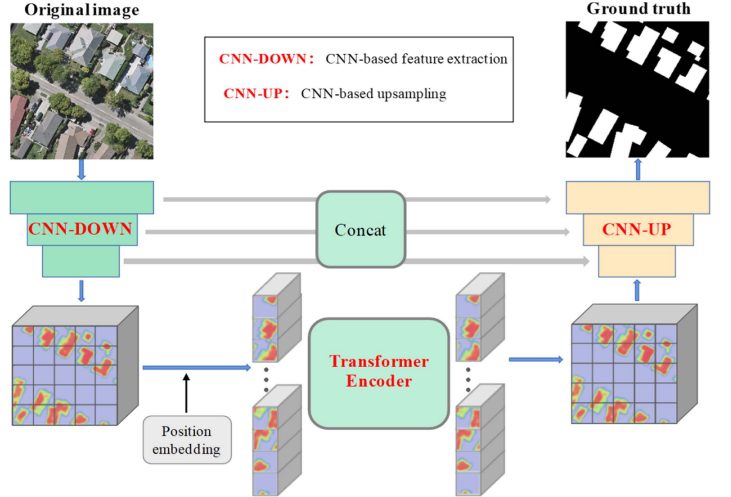 Original image
Ground truth
CNN-DOWN: CNN-based feature extraction
CNN-UP: CNN-based upsampling
CNN-DOWN
Concat
CNN-UP
Transformer
Encoder
Position
embedding